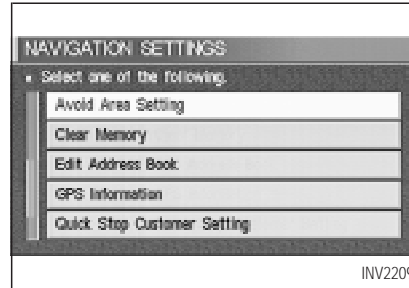 NAVIGATION SETTINGS
Select one of the following.
Avoid Area Setting
Clear Memory
Edit Address Book
GPS Information
Quick Stop Customer Setting
INV2209